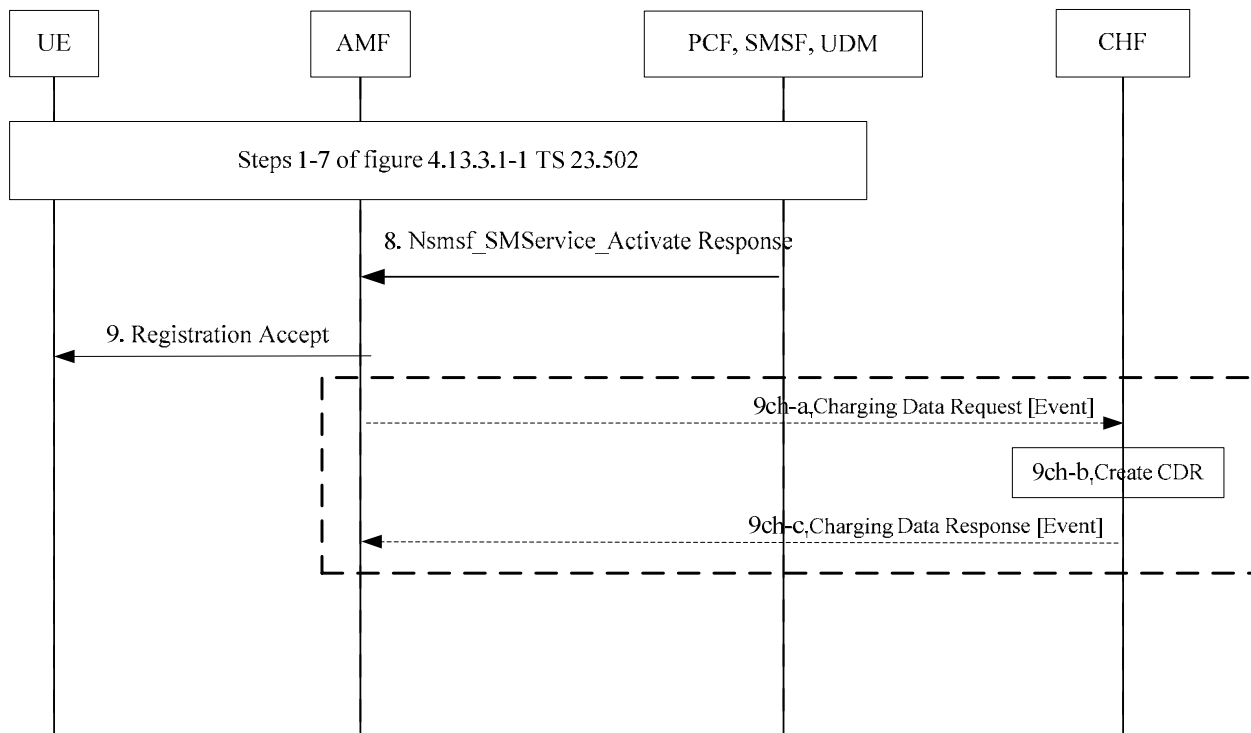 UE
AMF
PCF, SMSF, UDM
CHF
Steps 1-7 of figure 4.13.3.1-1 TS 23.502
8. Nsmsf_SMService_Activate Response
9. Registration Accept
9ch-a,Charging Data Request [Event]
9ch-b,Create CDR
9ch-c,Charging Data Response [Event]